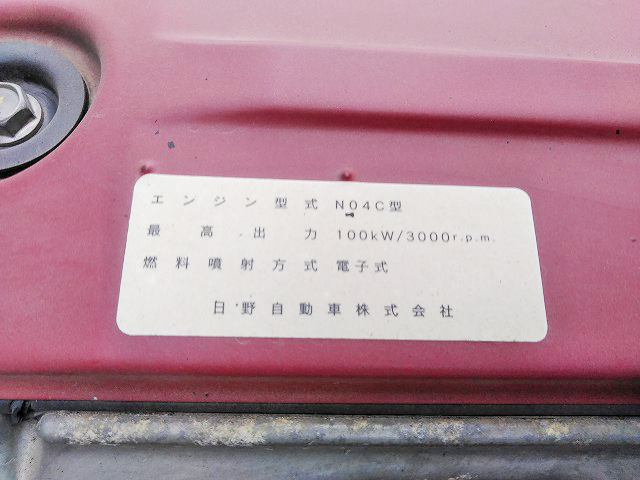 エンジン型式 N04C型
最高出力 100kW/3000r.p.m.
燃料噴射方式 電子式
日野自動車株式会社